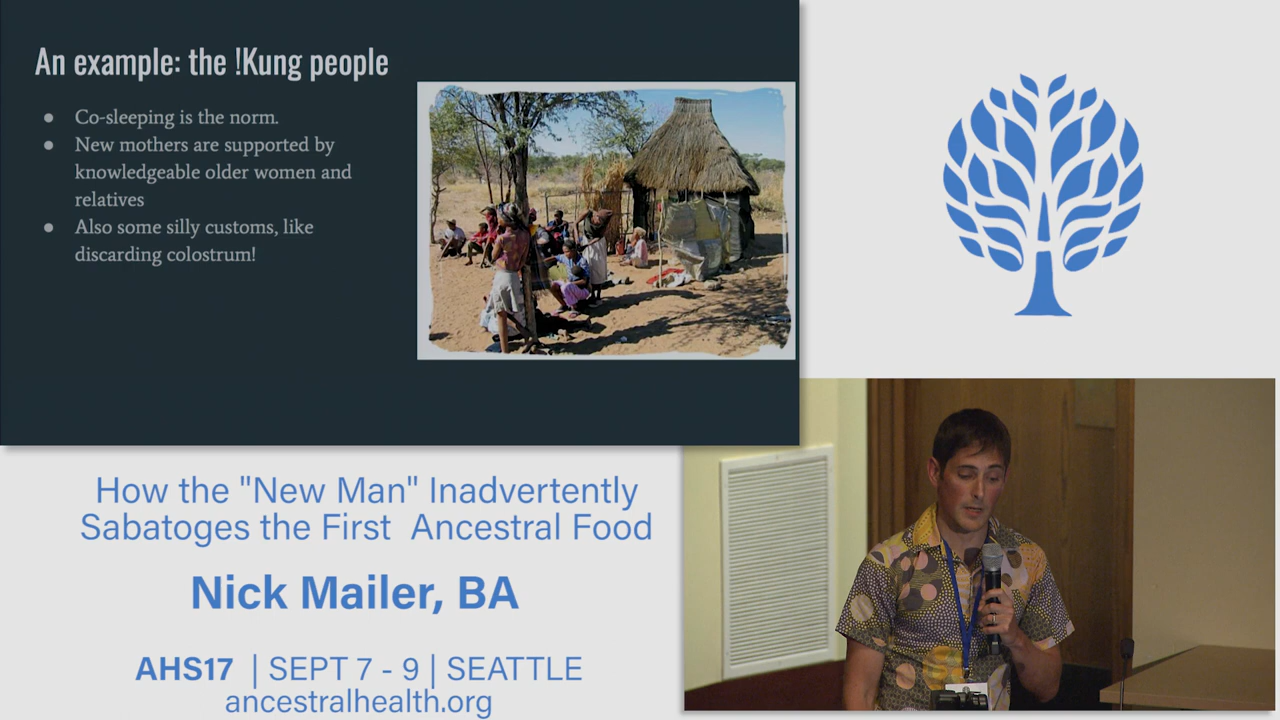 An example: the !Kung people
● Co-sleeping is the norm.
● New mothers are supported by
knowledgeable older women and
relatives
● Also some silly customs, like
discarding colostrum!
How the "New Man" Inadvertently
Sabatoges the First Ancestral Food
Nick Mailer, BA
AHS17 | SEPT 7 - 9 | SEATTLE
ancestralhealth.org